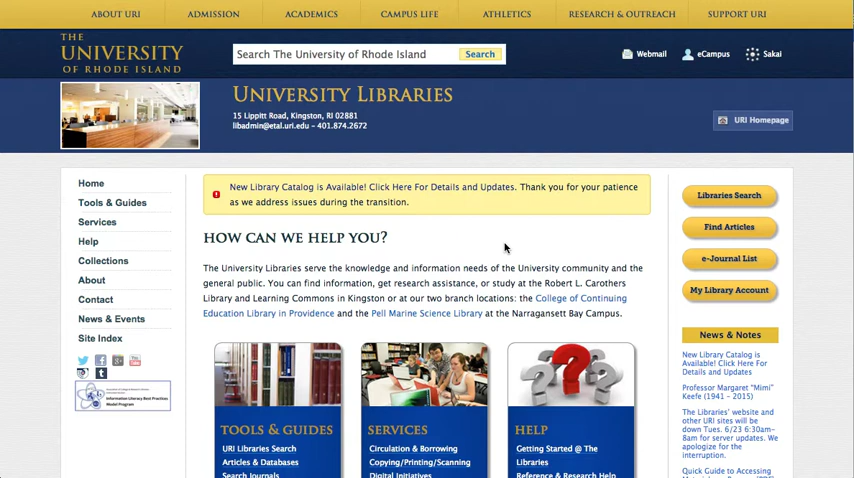 ABOUT URI ADMISSION ACADEMICS CAMPUS LIFE ATHLETICS RESEARCH & OUTREACH SUPPORT URI
THE
UNIVERSITY
OF RHODE ISLAND
Search The University of Rhode Island Search
Webmail eCampus Sakai
UNIVERSITY LIBRARIES
15 Lippitt Road, Kingston, RI 02881
libadmin@etal.uri.edu – 401.874.2672
URI Homepage
Home
Tools & Guides
Services
Help
Collections
About
Contact
News & Events
Site Index
Information Literacy Best Practices
Model Program
New Library Catalog is Available! Click Here For Details and Updates. Thank you for your patience
as we address issues during the transition.
HOW CAN WE HELP YOU?
The University Libraries serve the knowledge and information needs of the University community and the
general public. You can find information, get research assistance, or study at the Robert L. Carothers
Library and Learning Commons in Kingston or at our two branch locations: the College of Continuing
Education Library in Providence and the Pell Marine Science Library at the Narragansett Bay Campus.
TOOLS & GUIDES
URI Libraries Search
Articles & Databases
Search Journals
SERVICES
Circulation & Borrowing
Copying/Printing/Scanning
Digital Initiatives
HELP
Getting Started @ The
Libraries
Reference & Research Help
Libraries Search
Find Articles
e-Journal List
My Library Account
News & Notes
New Library Catalog is
Available! Click Here For
Details and Updates
Professor Margaret "Mimi"
Keefe (1941 – 2015)
The Libraries' website and
other URI sites will be
down Tues. 6/23 6:30am-
8am for server updates. We
apologize for the
interruption.
Quick Guide to Accessing